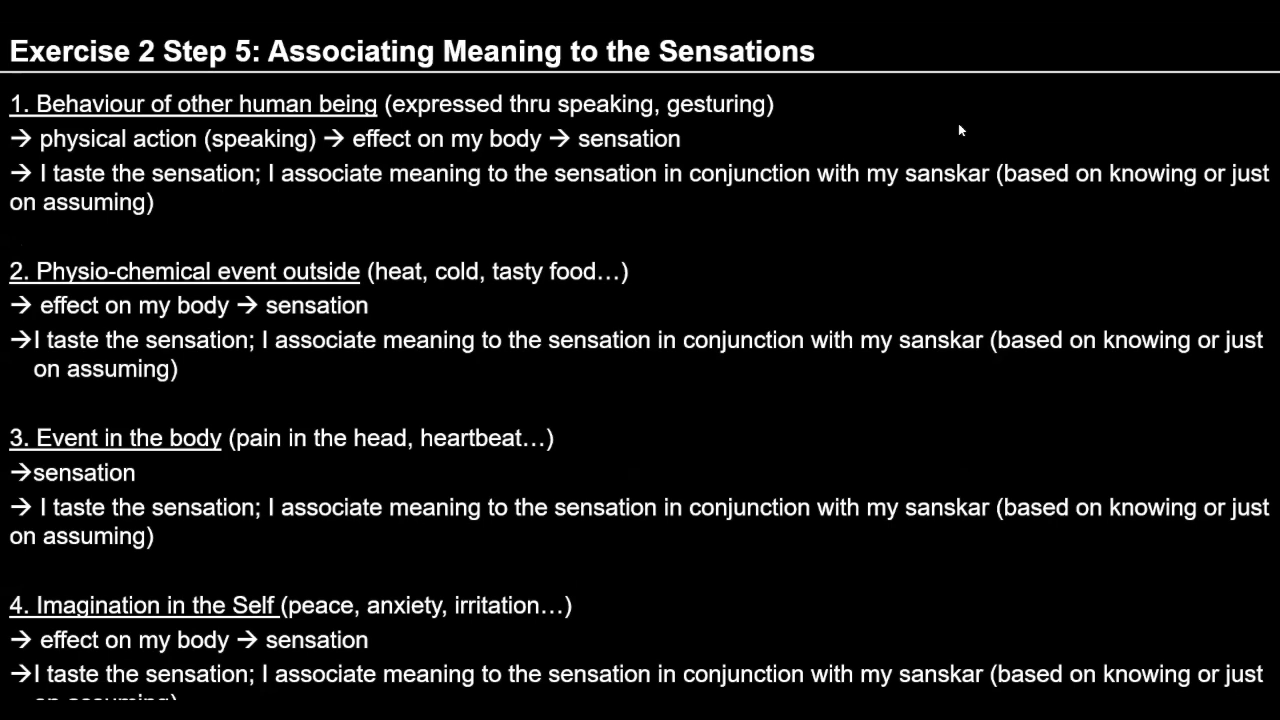 Exercise 2 Step 5: Associating Meaning to the Sensations
1. Behaviour of other human being (expressed thru speaking, gesturing)
→ physical action (speaking) → effect on my body → sensation
→ I taste the sensation; I associate meaning to the sensation in conjunction with my sanskar (based on knowing or just
on assuming)
2. Physio-chemical event outside (heat, cold, tasty food…)
→ effect on my body → sensation
→I taste the sensation; I associate meaning to the sensation in conjunction with my sanskar (based on knowing or just
on assuming)
3. Event in the body (pain in the head, heartbeat…)
→sensation
→ I taste the sensation; I associate meaning to the sensation in conjunction with my sanskar (based on knowing or just
on assuming)
4. Imagination in the Self (peace, anxiety, irritation…)
→ effect on my body → sensation
→I taste the sensation; I associate meaning to the sensation in conjunction with my sanskar (based on knowing or just
on assuming)